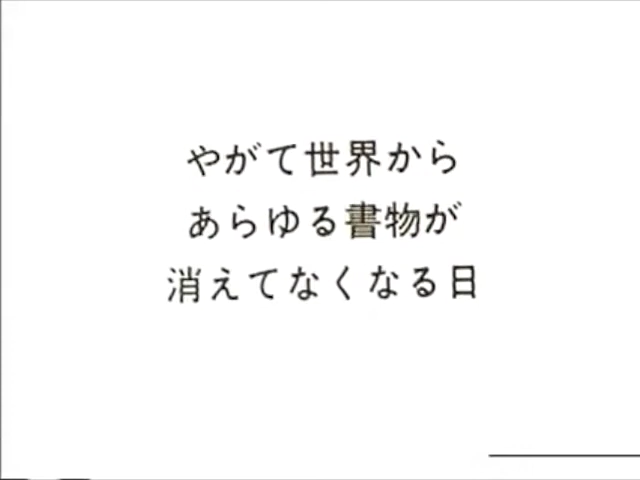 やがて世界から
あらゆる書物が
消えてなくなる日